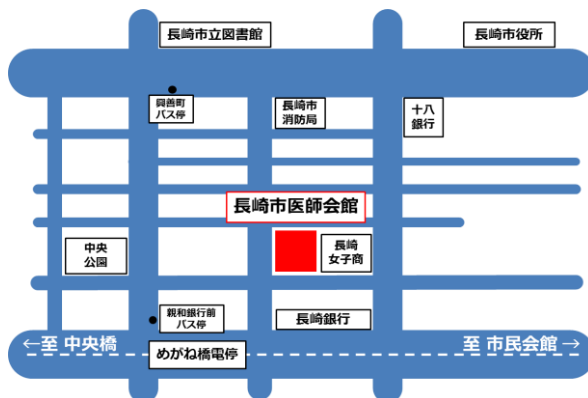 長崎市立図書館
長崎市役所
興善町
バス停
長崎市
消防局
十八
銀行
長崎市医師会館
中央
公園
長崎
女子商
親和銀行前
バス停
長崎銀行
←至 中央橋
至 市民会館→
めがね橋電停